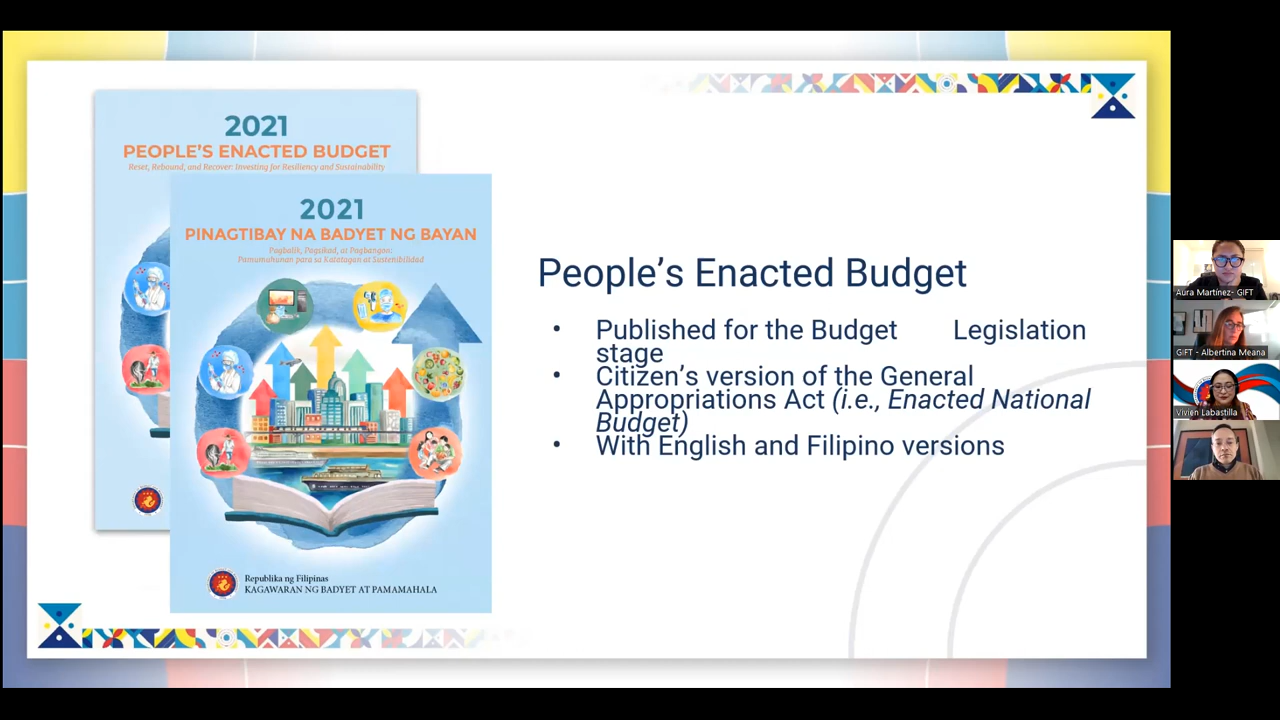 2021
PEOPLE'S ENACTED BUDGET
Reset, Rebound, and Recover: Investing for Resiliency and Sustainability
2021
PINAGTIBAY NA BADYET NG BAYAN
Pagbalik, Pagsikad, at Pagbangon:
Pamumuhunan para sa Katatagan at Sustenibilidad
Republika ng Filipinas
KAGAWARAN NG BADYET AT PAMAMAHALA
People’s Enacted Budget
• Published for the Budget Legislation
stage
• Citizen’s version of the General
Appropriations Act (i.e., Enacted National
Budget)
• With English and Filipino versions
Aura Martínez- GIFT
GIFT - Albertina Meana
Vivien Labastilla